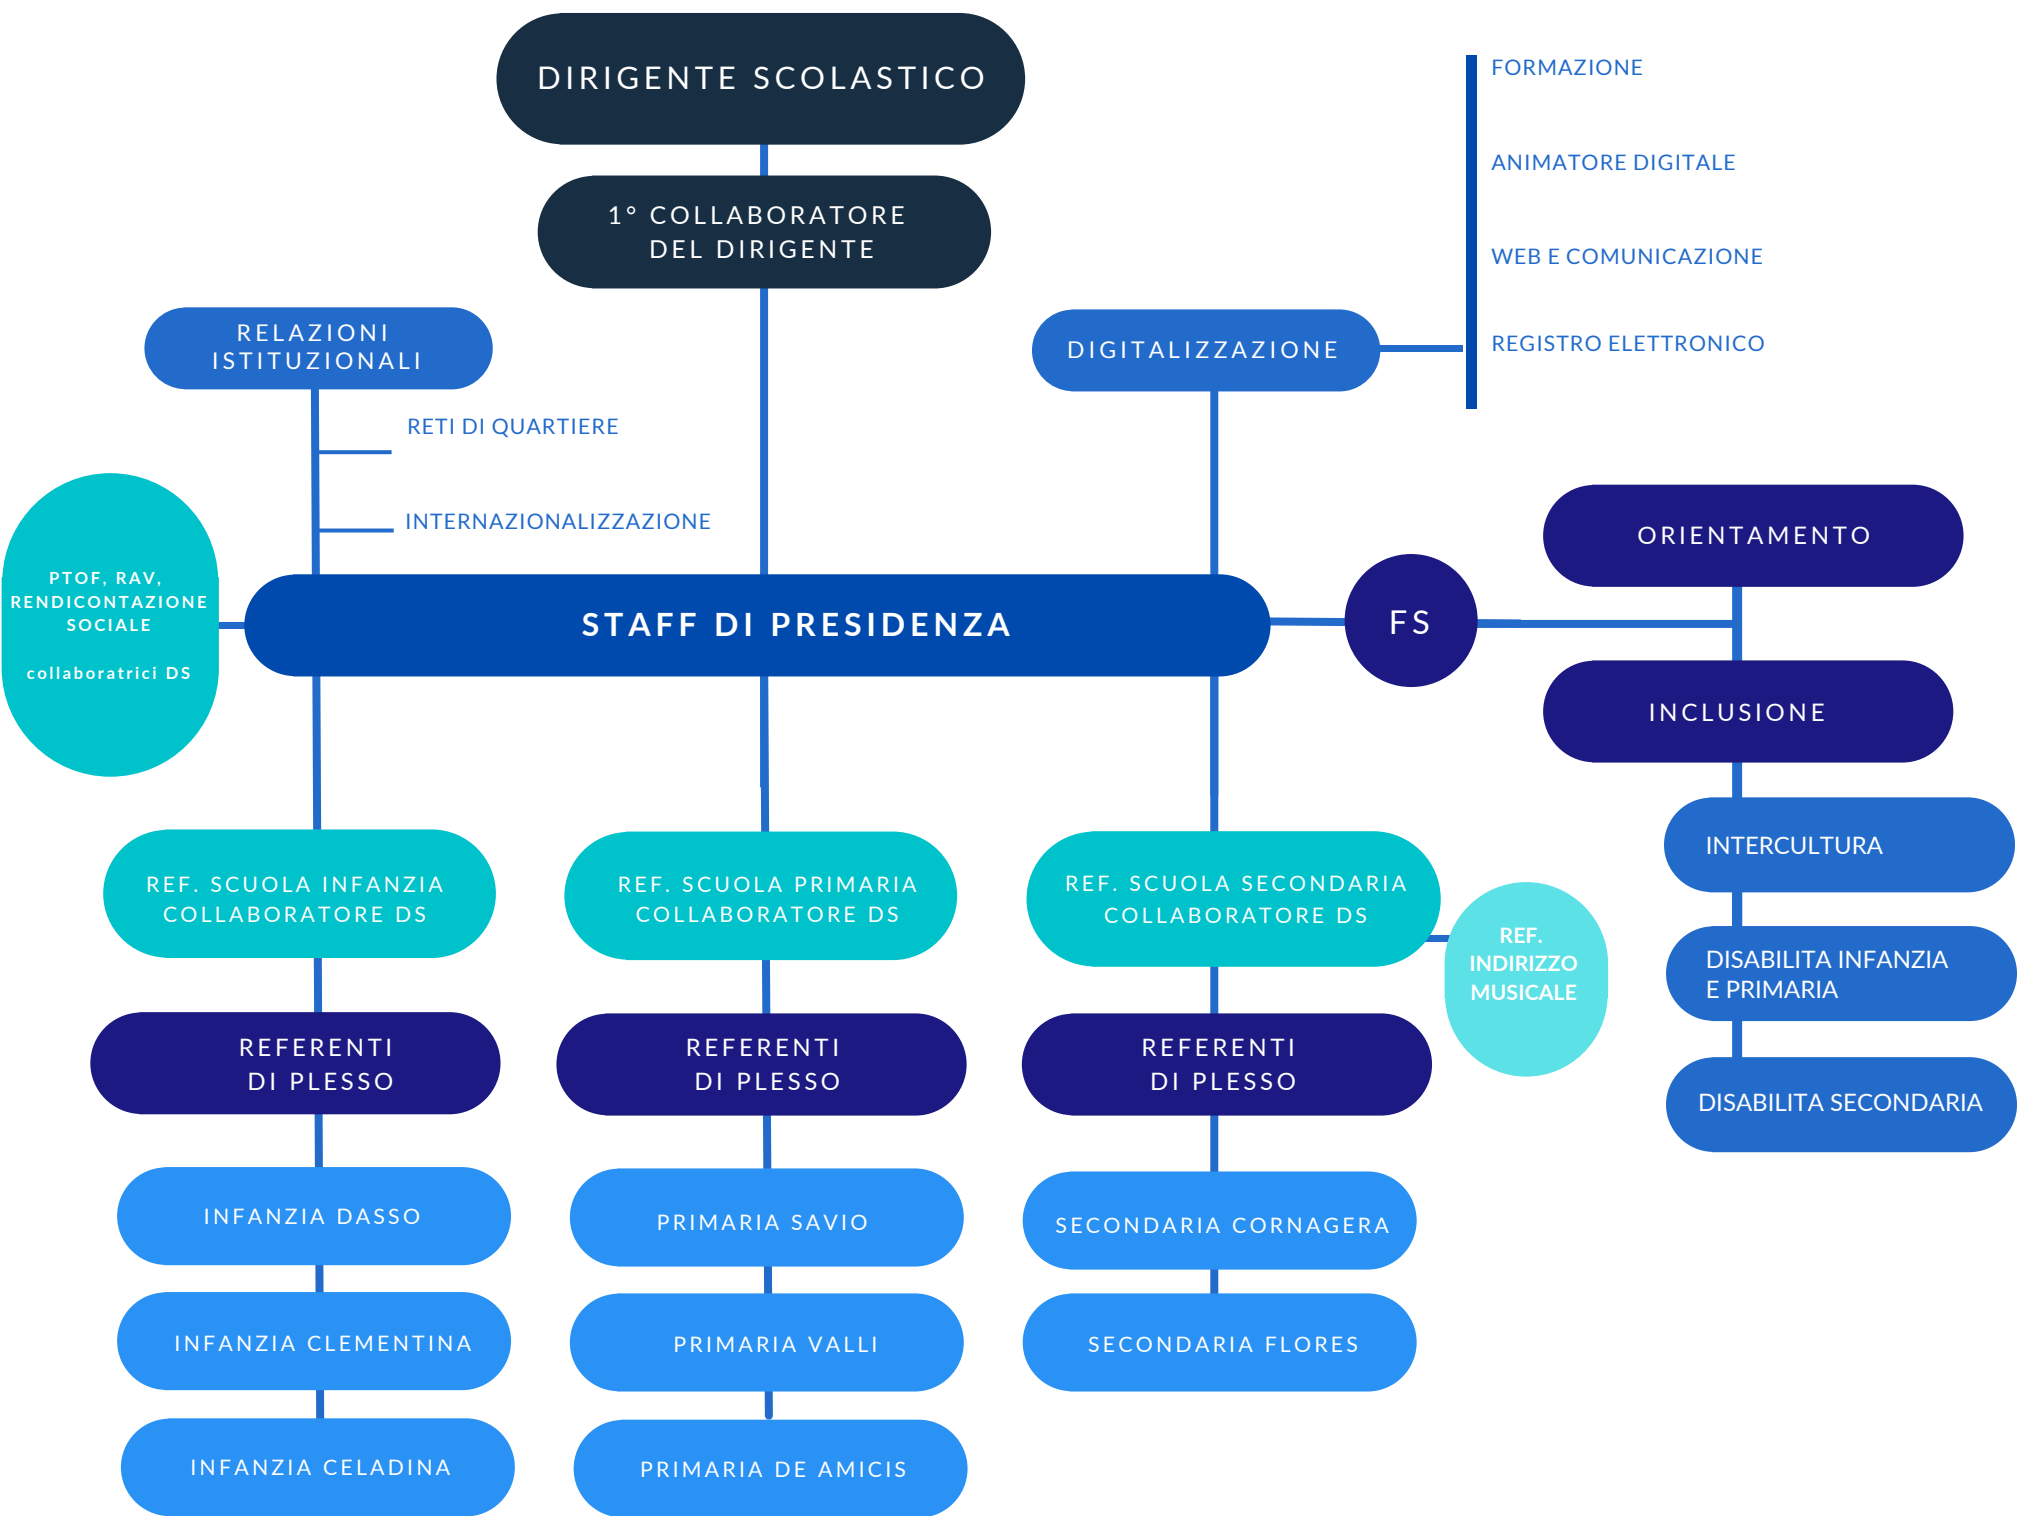 DIRIGENTE SCOLASTICO
1° COLLABORATORE
DEL DIRIGENTE
FORMAZIONE
ANIMATORE DIGITALE
WEB E COMUNICAZIONE
REGISTRO ELETTRONICO
RELAZIONI
ISTITUZIONALI
DIGITALIZZAZIONE
RETI DI QUARTIERE
INTERNAZIONALIZZAZIONE
PTOF, RAV,
RENDICONTAZIONE
SOCIALE
collaboratrici DS
STAFF DI PRESIDENZA
FS
ORIENTAMENTO
INCLUSIONE
INTERCULTURA
DISABILITA INFANZIA
E PRIMARIA
DISABILITA SECONDARIA
REF. SCUOLA INFANZIA
COLLABORATORE DS
REF. SCUOLA PRIMARIA
COLLABORATORE DS
REF. SCUOLA SECONDARIA
COLLABORATORE DS
REF.
INDIRIZZO
MUSICALE
REFERENTI
DI PLESSO
REFERENTI
DI PLESSO
REFERENTI
DI PLESSO
INFANZIA DASSO
PRIMARIA SAVIO
SECONDARIA CORNAGERA
INFANZIA CLEMENTINA
PRIMARIA VALLI
SECONDARIA FLORES
INFANZIA CELADINA
PRIMARIA DE AMICIS